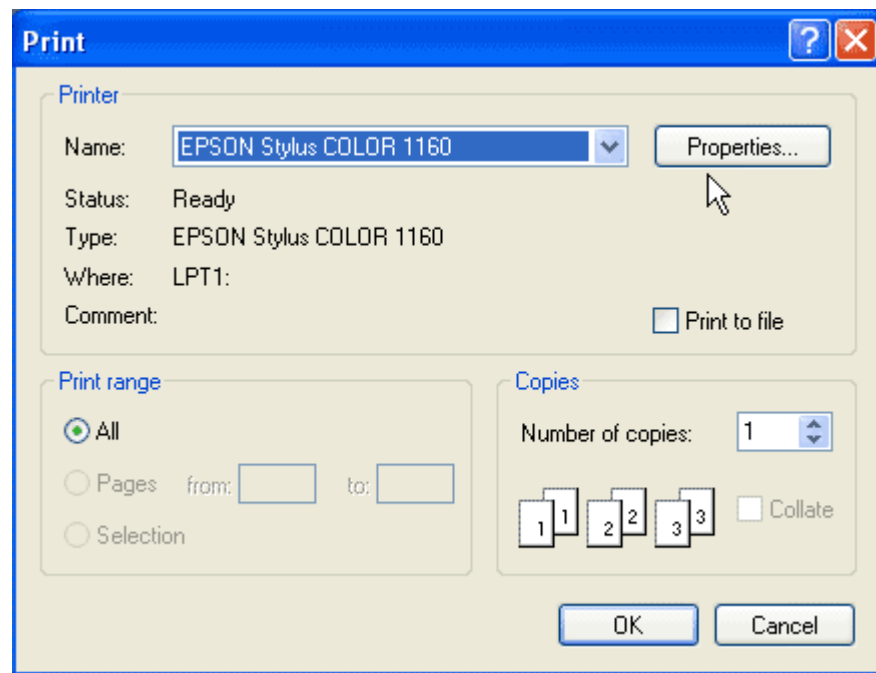 Print
Printer
Name: EPSON Stylus COLOR 1160 Properties...
Status: Ready
Type: EPSON Stylus COLOR 1160
Where: LPT1:
Comment: Print to file
Print range
All
Pages from: to:
Selection
Copies
Number of copies: 1
1 1 2 2 3 3 Collate
OK Cancel